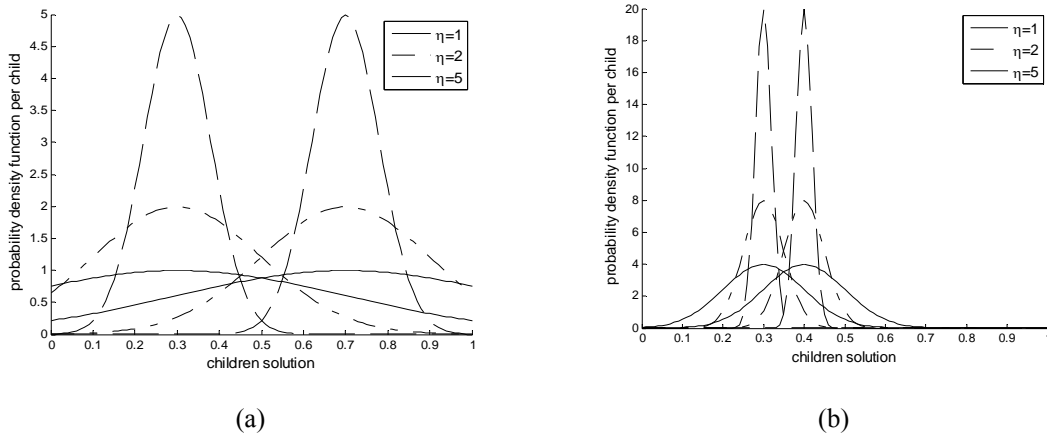 5
4.5
4
3.5
3
2.5
2
1.5
1
0.5
0
probability density function per child
η=1
η=2
η=5
0 0.1 0.2 0.3 0.4 0.5 0.6 0.7 0.8 0.9 1
children solution
(a)
20
18
16
14
12
10
8
6
4
2
0
probability density function per child
η=1
η=2
η=5
0 0.1 0.2 0.3 0.4 0.5 0.6 0.7 0.8 0.9 1
children solution
(b)